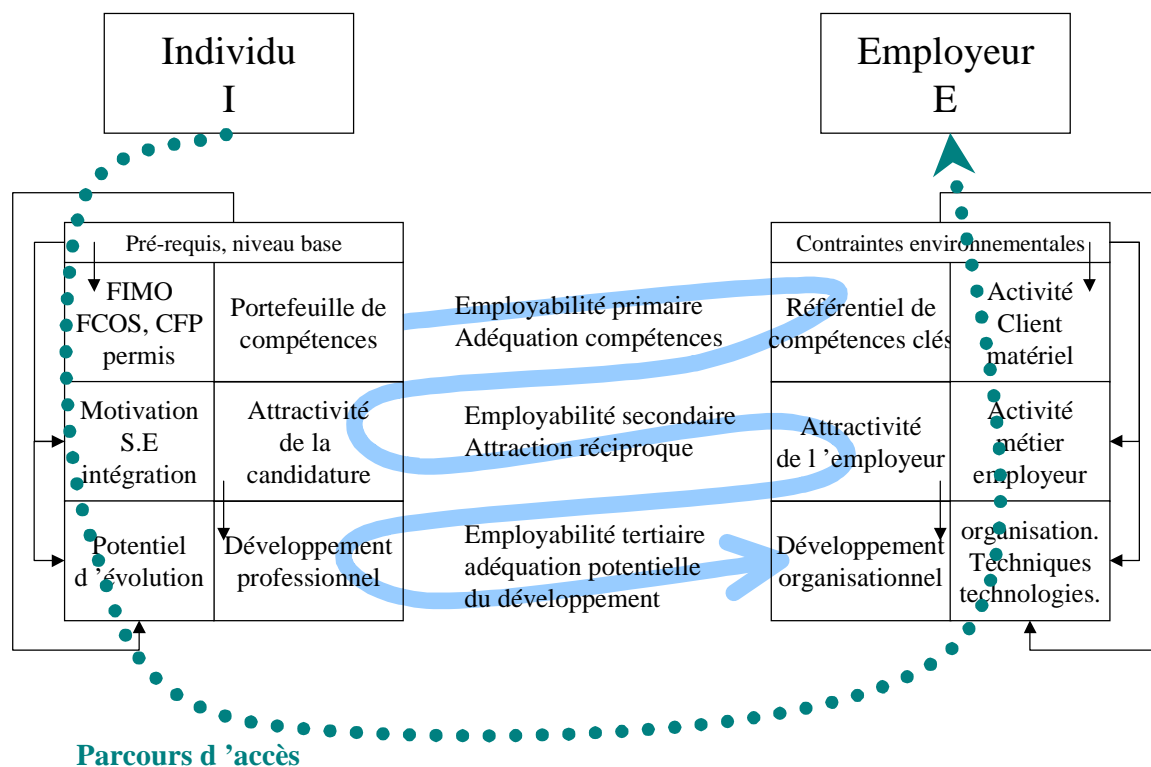 Individu
I
Employeur
E
Pré-requis, niveau base
FIMO
FCOS, CFP
permis
Portefeuille de
compétences
Motivation
S.E
intégration
Attractivité
de la
candidature
Potentiel
d ’évolution
Développement
professionnel
Employabilité primaire
Adéquation compétences
Employabilité secondaire
Attraction réciproque
Employabilité tertiaire
adéquation potentielle
du développement
Contraintes environnementales
Référentiel de
compétences clés
Activité
Client
matériel
Attractivité
de l ’employeur
Activité
métier
employeur
Développement
organisationnel
organisation.
Techniques
technologies.
Parcours d ’accès